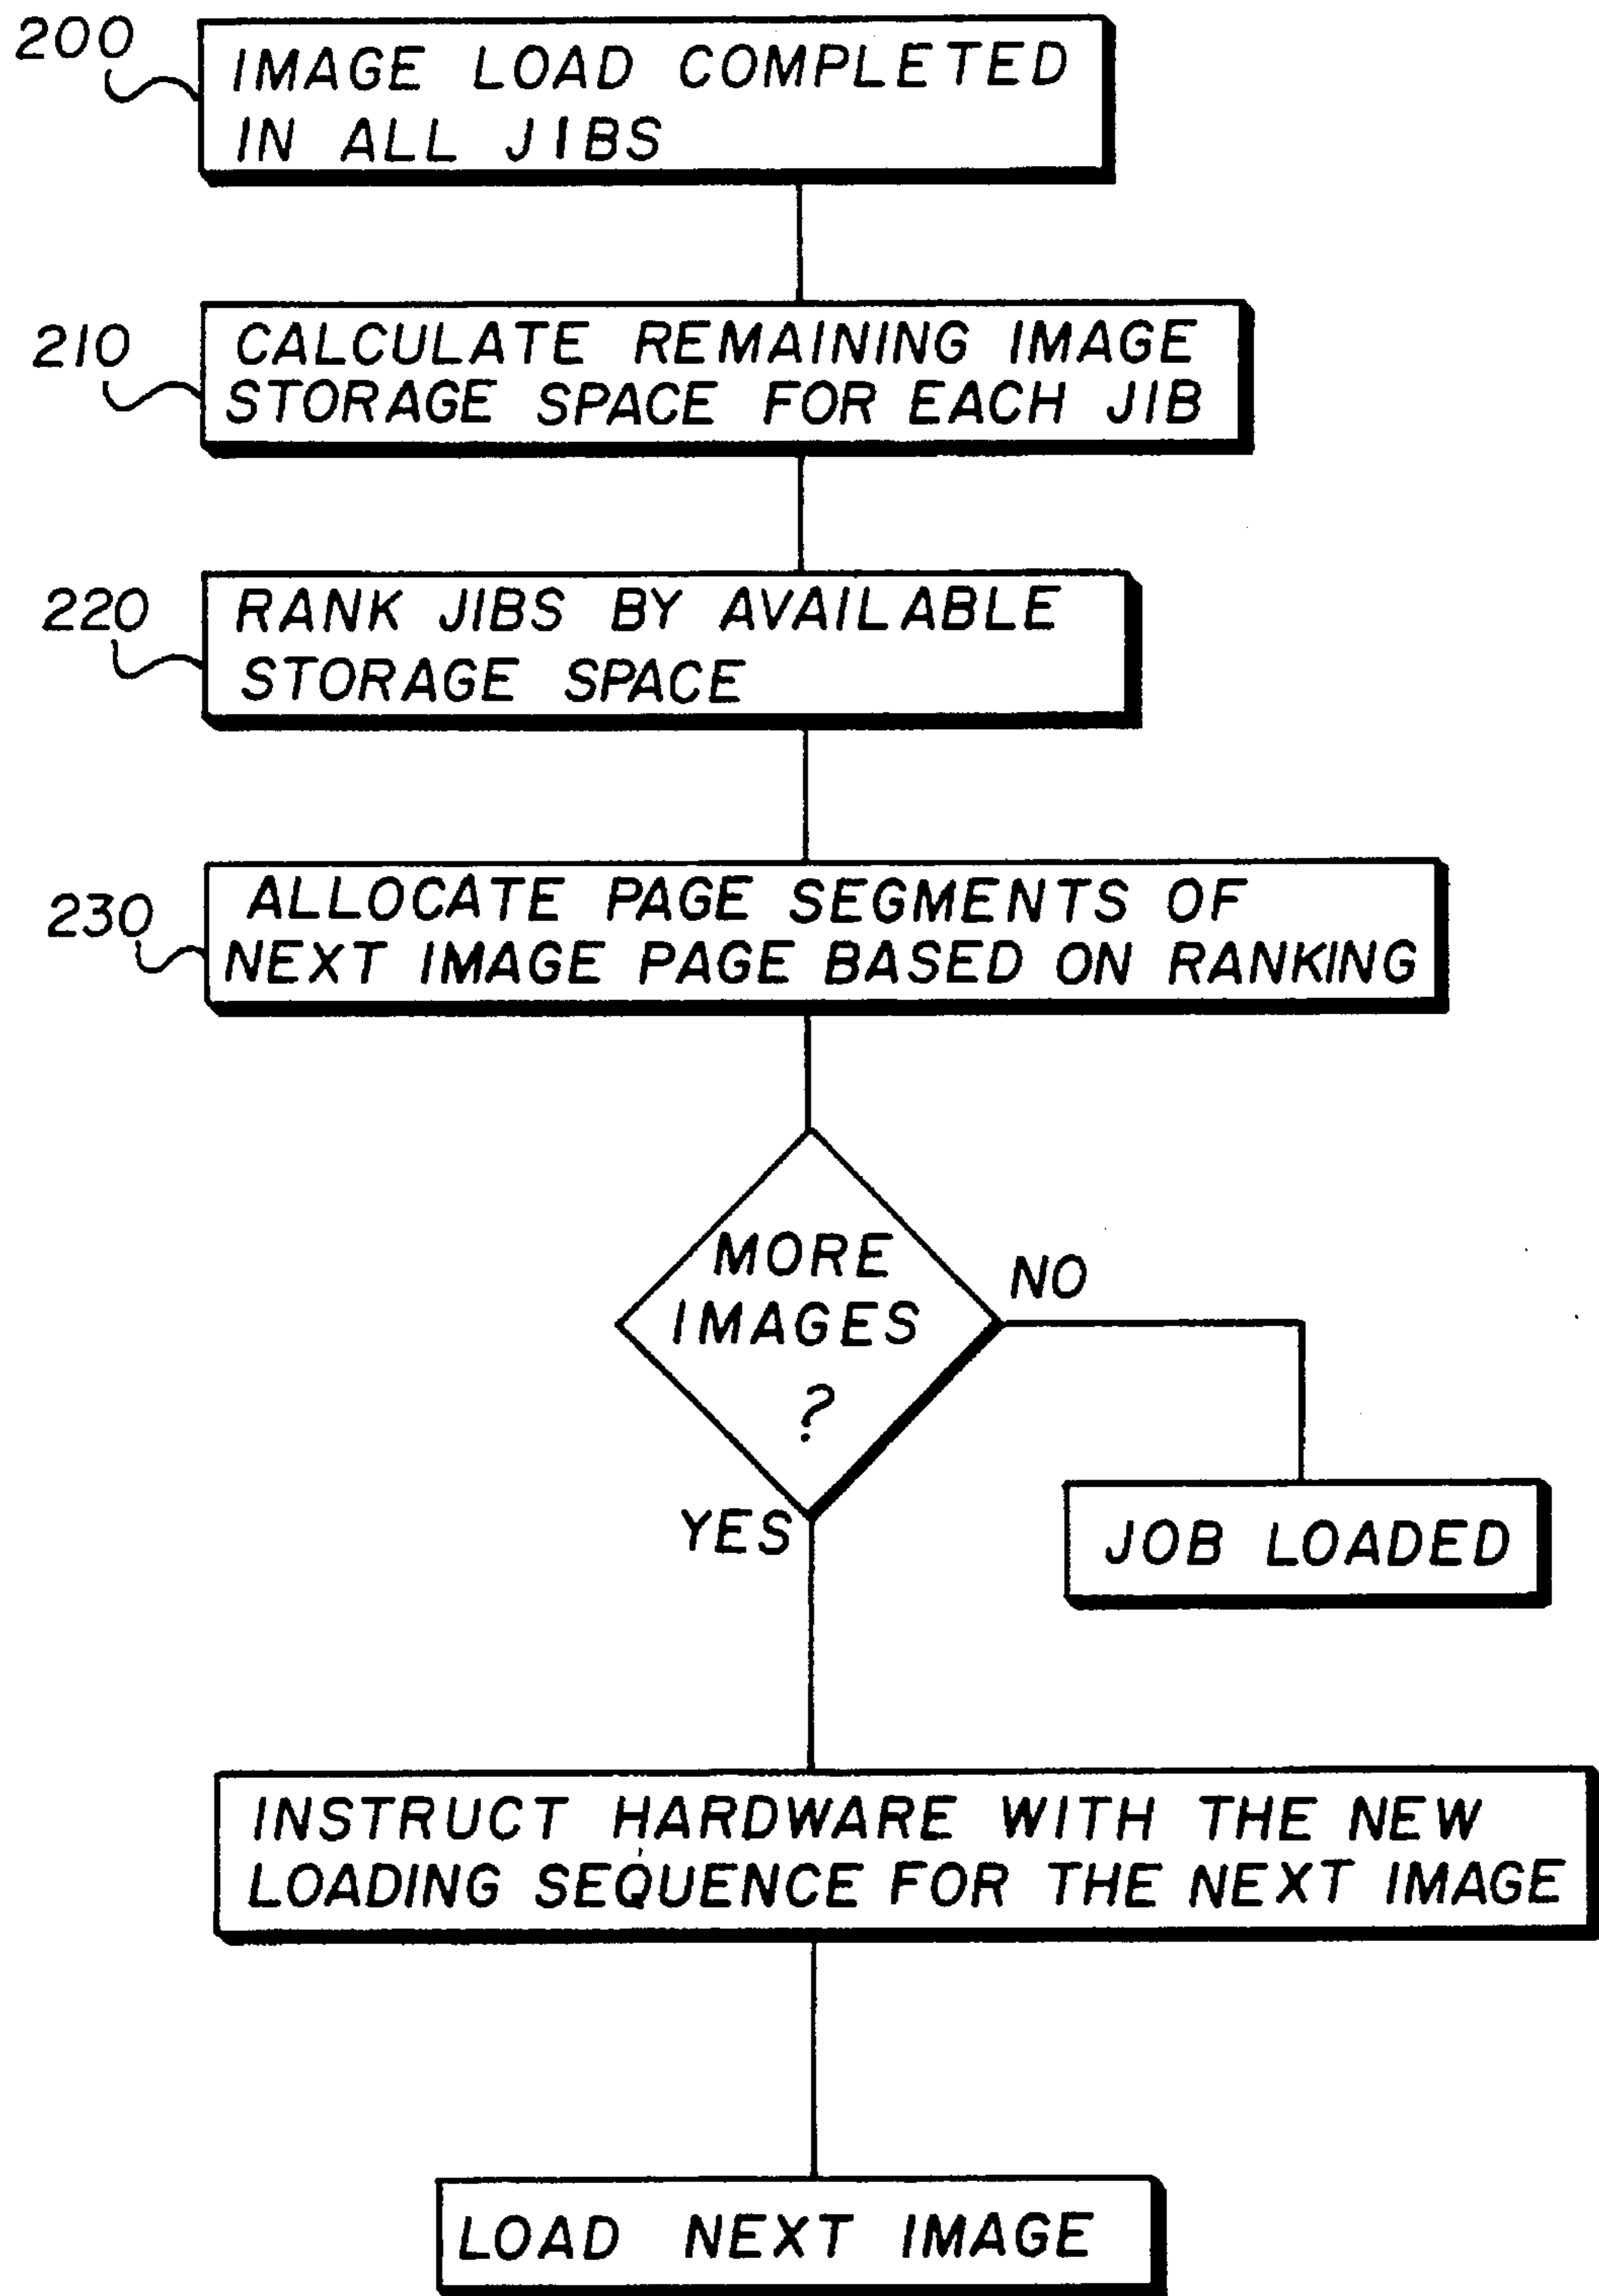 200
IMAGE LOAD COMPLETED
IN ALL JIBS
210
CALCULATE REMAINING IMAGE
STORAGE SPACE FOR EACH JIB
220
RANK JIBS BY AVAILABLE
STORAGE SPACE
230
ALLOCATE PAGE SEGMENTS OF
NEXT IMAGE PAGE BASED ON RANKING
MORE
IMAGES
?
NO
YES
JOB LOADED
INSTRUCT HARDWARE WITH THE NEW
LOADING SEQUENCE FOR THE NEXT IMAGE
LOAD NEXT IMAGE